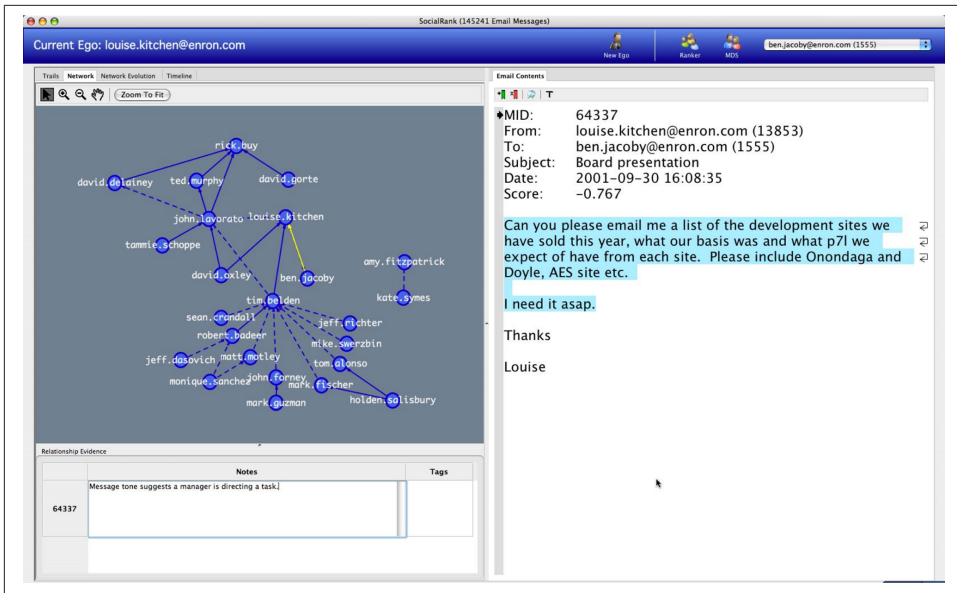 SocialRank (145241 Email Messages)
Current Ego: louise.kitchen@enron.com
New Ego
Ranker
MDS
ben.jacoby@enron.com (1555)
Trails Network Network Evolution Timeline
Zoom To Fit
rick.buy
david.delainey
ted.murphy
david.gorte
john.lavorato
louise.kitchen
tammie.schoppe
david.oxley
ben.jacoby
amy.fitzpatrick
tim.belden
kate.symes
sean.crandall
jeff.richter
robert.badeer
mike.swerzbin
jeff.dasovich
matt.motley
tom.alonso
monique.sanchez
john.forney
mark.fischer
mark.guzman
holden.salisbury
Relationship Evidence
Notes
Tags
64337
Message tone suggests a manager is directing a task.
Email Contents
T
MID: 64337
From: louise.kitchen@enron.com (13853)
To: ben.jacoby@enron.com (1555)
Subject: Board presentation
Date: 2001-09-30 16:08:35
Score: -0.767
Can you please email me a list of the development sites we
have sold this year, what our basis was and what p7l we
expect of have from each site. Please include Onondaga and
Doyle, AES site etc.
I need it asap.
Thanks
Louise